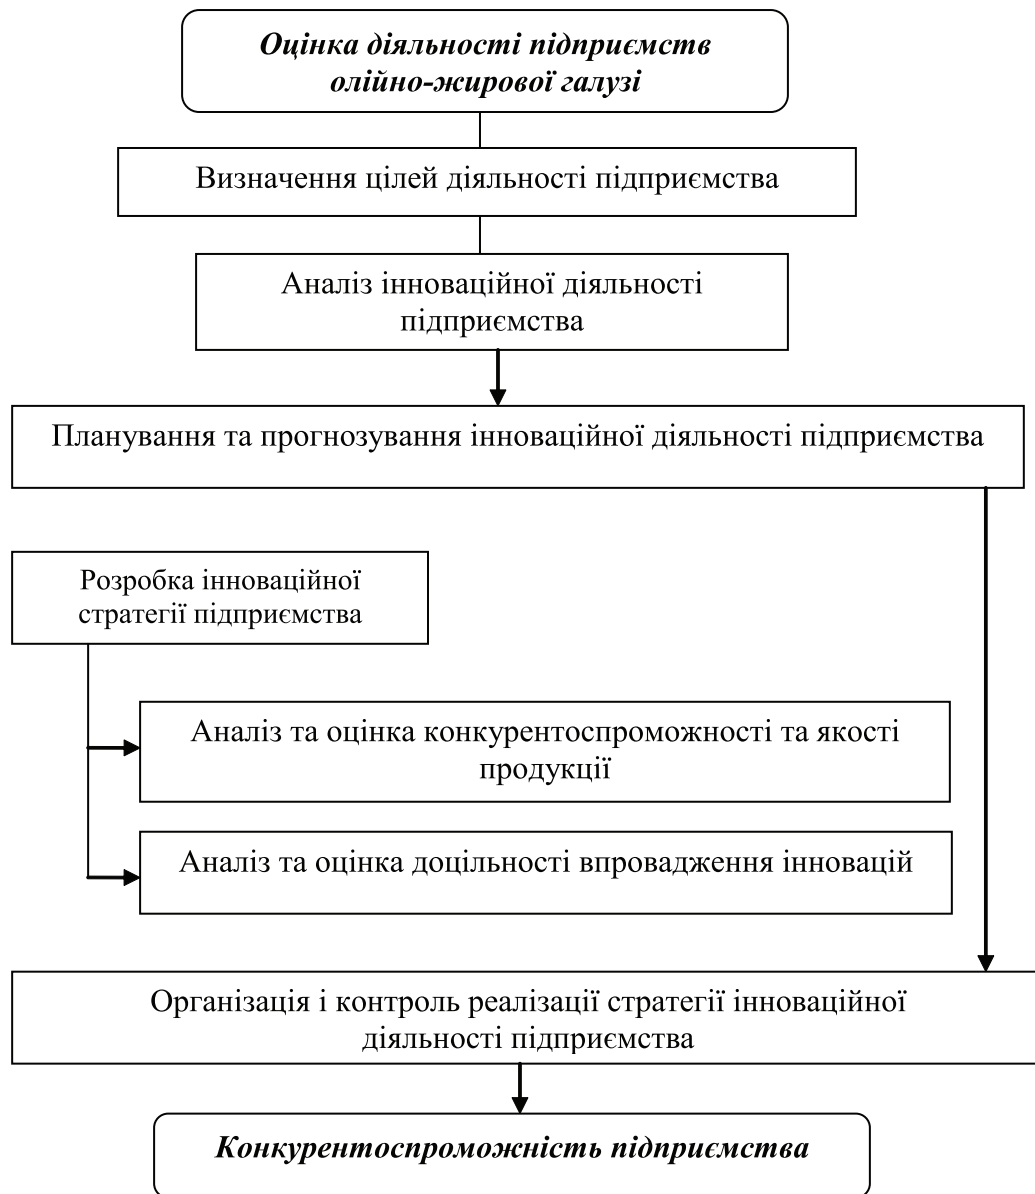 Оцінка діяльності підприємств
олійно-жирової галузі
Визначення цілей діяльності підприємства
Аналіз інноваційної діяльності
підприємства
Планування та прогнозування інноваційної діяльності підприємства
Розробка інноваційної
стратегії підприємства
Аналіз та оцінка конкурентоспроможності та якості
продукції
Аналіз та оцінка доцільності впровадження інновацій
Організація і контроль реалізації стратегії інноваційної
діяльності підприємства
Конкурентоспроможність підприємства